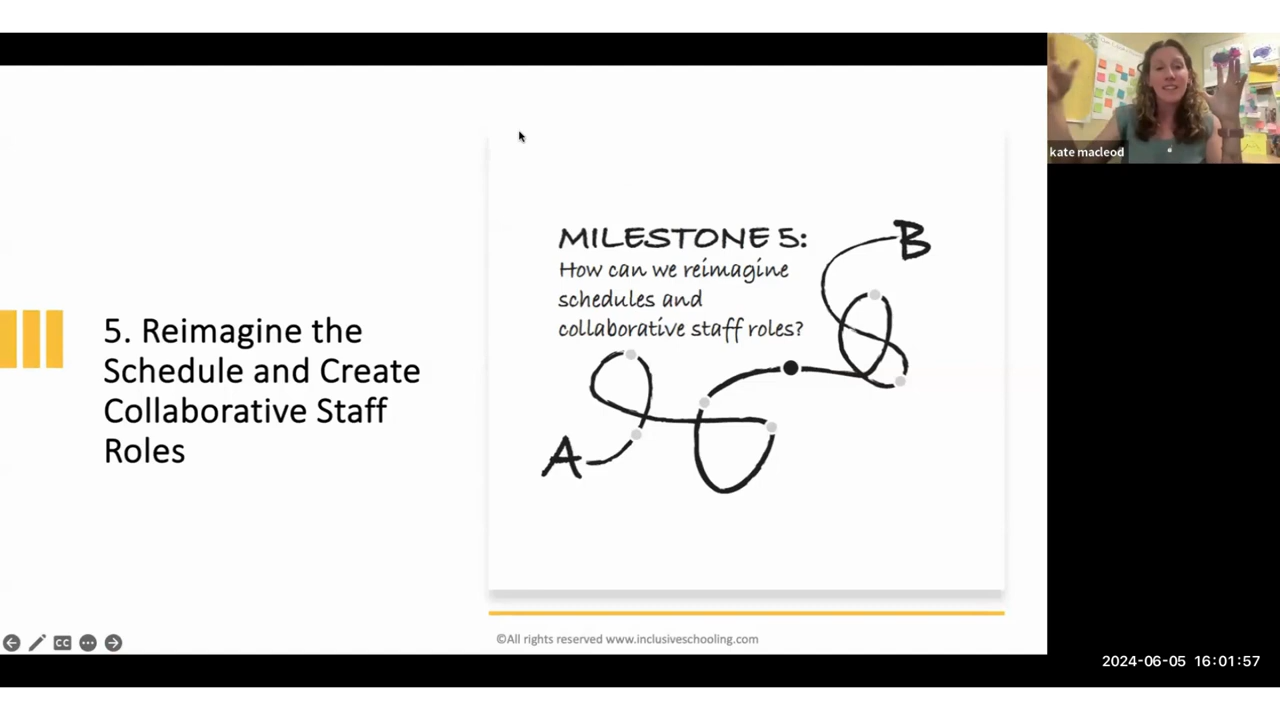 5. Reimagine the
Schedule and Create
Collaborative Staff
Roles
MILESTONE 5:
How can we reimagine
schedules and
collaborative staff roles?
B
A
©All rights reserved www.inclusiveschooling.com
CC
kate macleod
2024-06-05 16:01:57